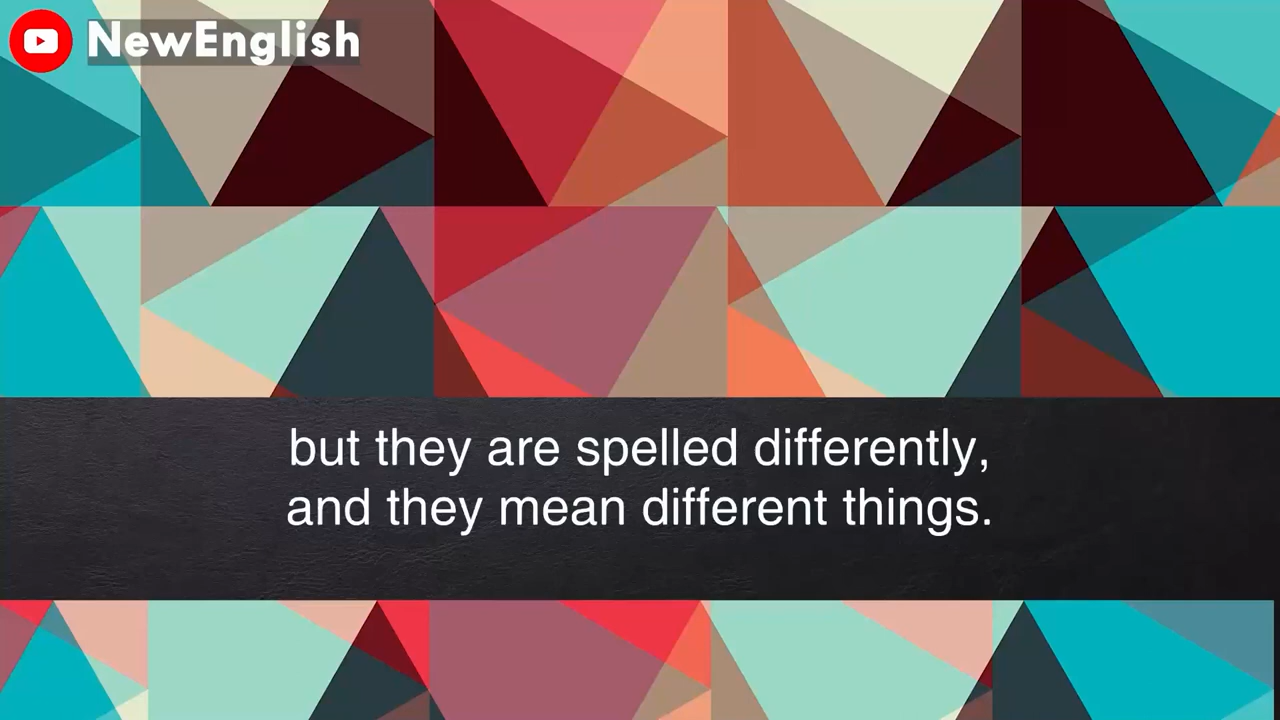 NewEnglish
but they are spelled differently,
and they mean different things.